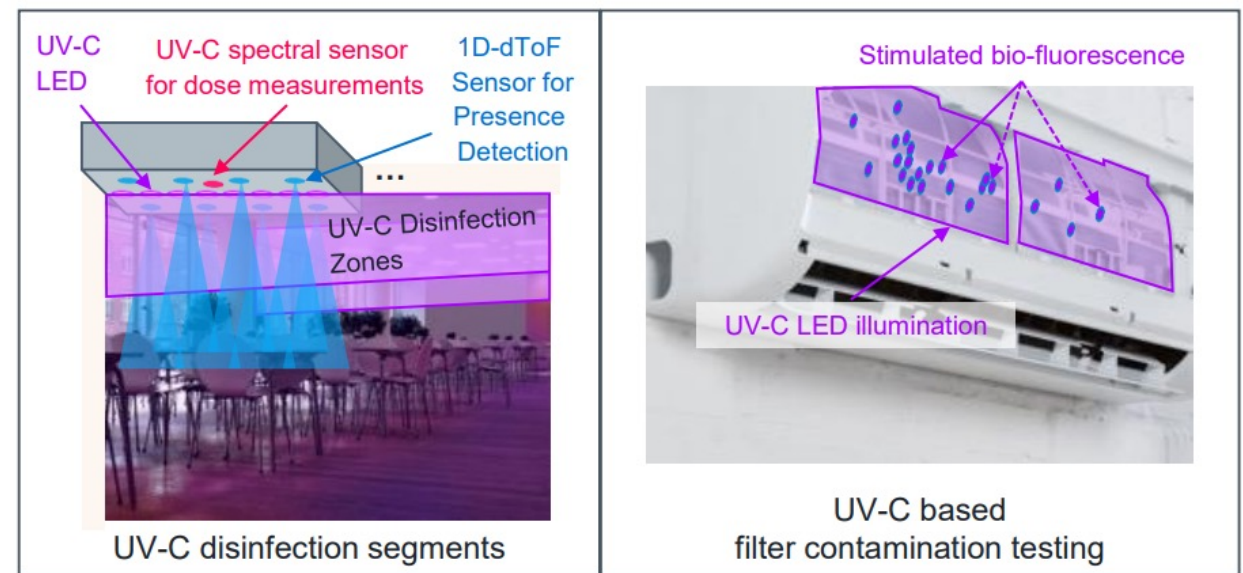 UV-C
LED
UV-C spectral sensor
for dose measurements
1D-dToF
Sensor for
Presence
Detection
...
UV-C Disinfection
Zones
UV-C disinfection segments
Stimulated bio-fluorescence
UV-C LED illumination
UV-C based
filter contamination testing